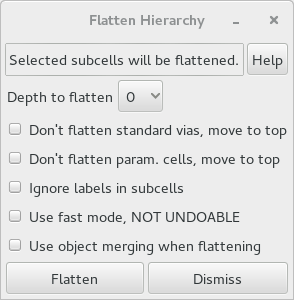 Flatten Hierarchy
Selected subcells will be flattened. Help
Depth to flatten 0
Don't flatten standard vias, move to top
Don't flatten param. cells, move to top
Ignore labels in subcells
Use fast mode, NOT UNDOABLE
Use object merging when flattening
Flatten Dismiss